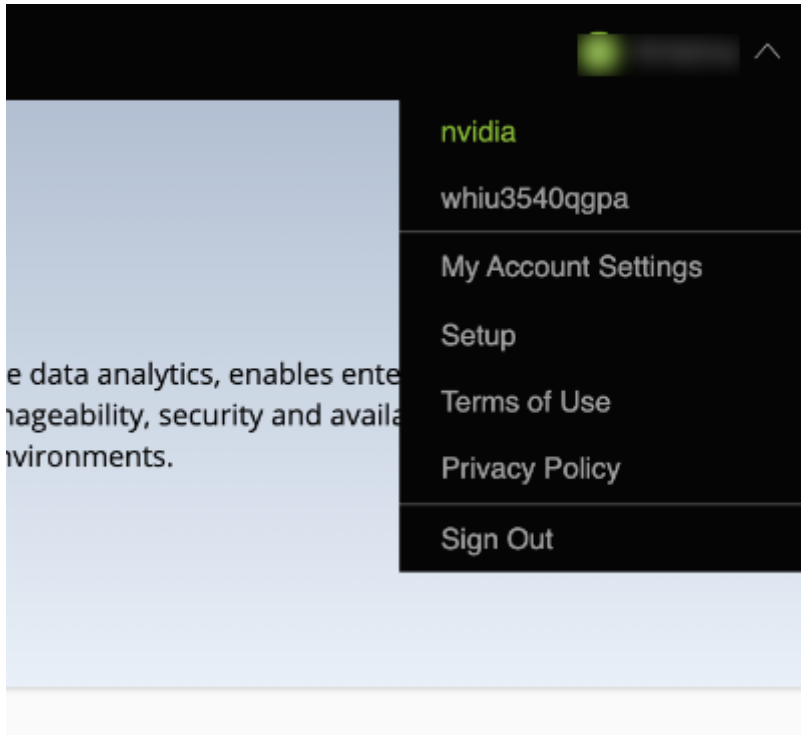 nvidia
whiu3540qgpa
My Account Settings
Setup
Terms of Use
Privacy Policy
Sign Out
e data analytics, enables ente
nageability, security and availa
nvironments.